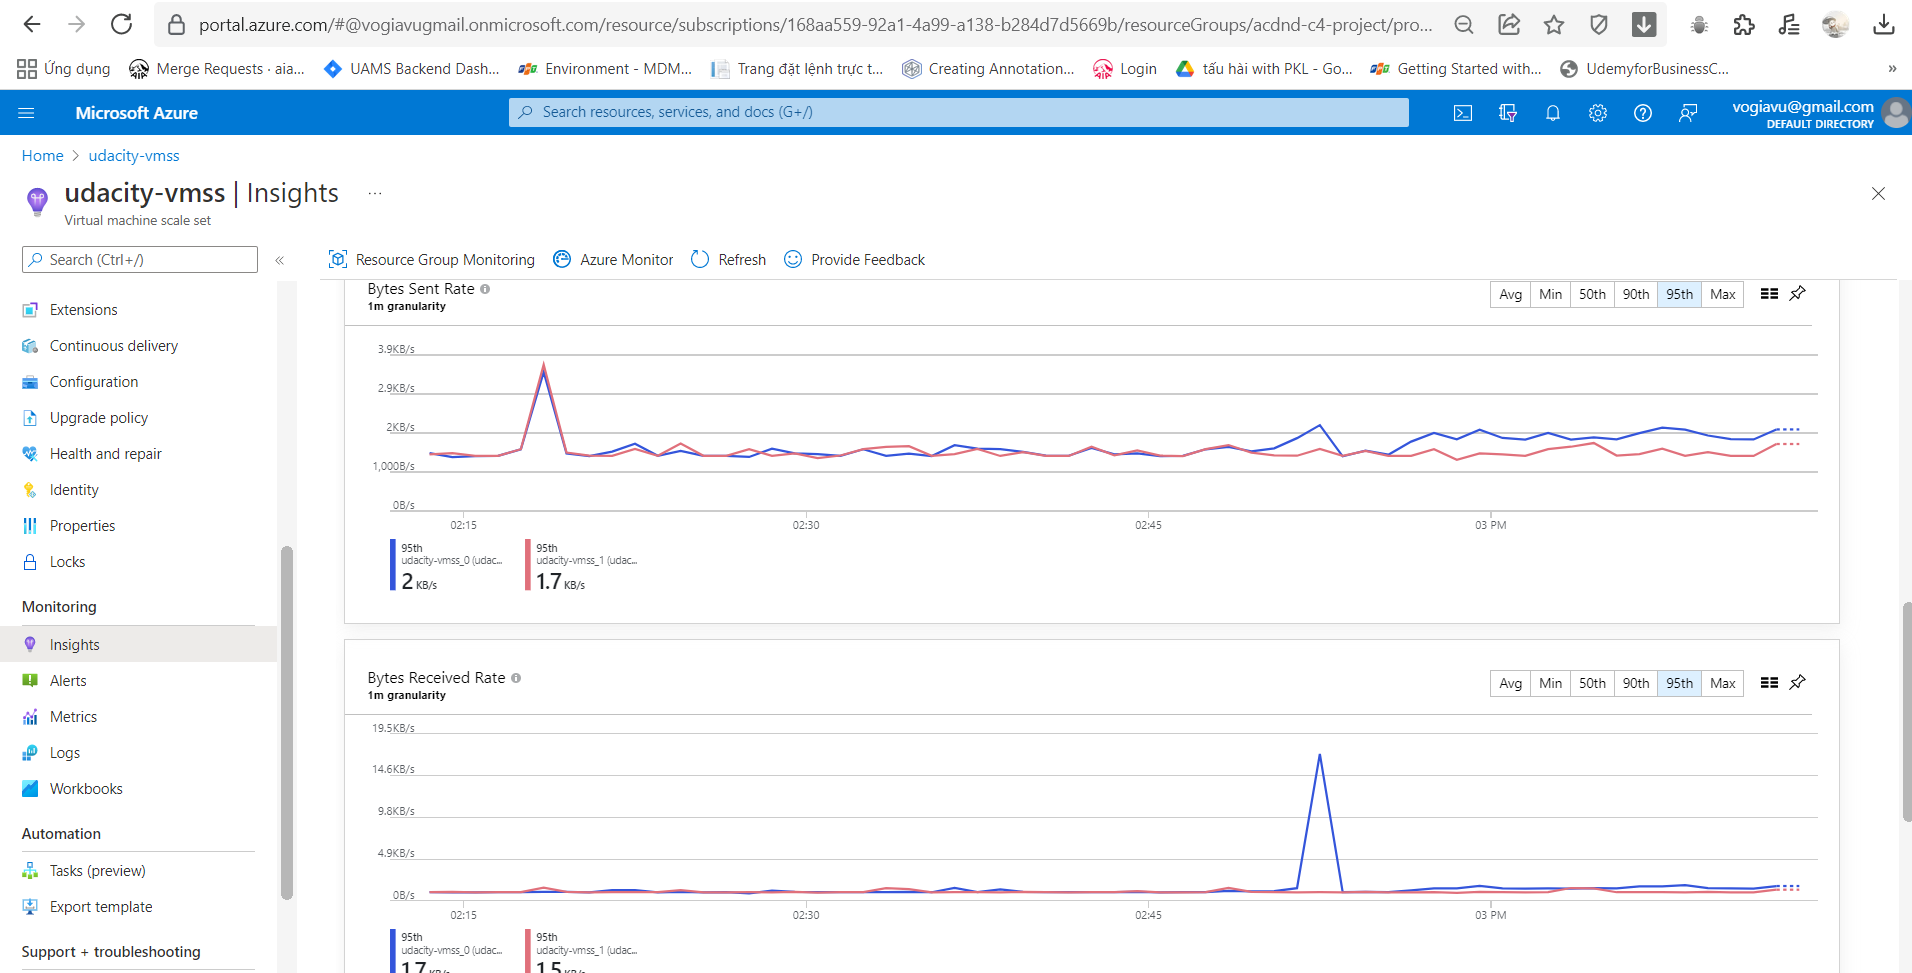 portal.azure.com/#@vogiavugmail.onmicrosoft.com/resource/subscriptions/168aa559-92a1-4a99-a138-b284d7d5669b/resourceGroups/acdnd-c4-project/pro...
Ứng dụng Merge Requests · aia... UAMS Backend Dash... Environment - MDM... Trang đặt lệnh trực t... Creating Annotation... Login tấu hài with PKL - Go... Getting Started with... UdemyforBusinessC... »
Microsoft Azure
Search resources, services, and docs (G+/)
vogiavu@gmail.com
DEFAULT DIRECTORY
Home > udacity-vmss
udacity-vmss | Insights ...
Virtual machine scale set
Search (Ctrl+/) «
Resource Group Monitoring Azure Monitor Refresh Provide Feedback
Extensions
Continuous delivery
Configuration
Upgrade policy
Health and repair
Identity
Properties
Locks
Monitoring
Insights
Alerts
Metrics
Logs
Workbooks
Automation
Tasks (preview)
Export template
Support + troubleshooting
Bytes Sent Rate
1m granularity
Avg Min 50th 90th 95th Max
3.9KB/s
2.9KB/s
2KB/s
1,000B/s
0B/s
02:15 02:30 02:45 03 PM
95th
udacity-vmss_0 (udac...
2 KB/s
95th
udacity-vmss_1 (udac...
1.7 KB/s
Bytes Received Rate
1m granularity
Avg Min 50th 90th 95th Max
19.5KB/s
14.6KB/s
9.8KB/s
4.9KB/s
0B/s
02:15 02:30 02:45 03 PM
95th
udacity-vmss_0 (udac...
1.7 KB/s
95th
udacity-vmss_1 (udac...
1.5 KB/s